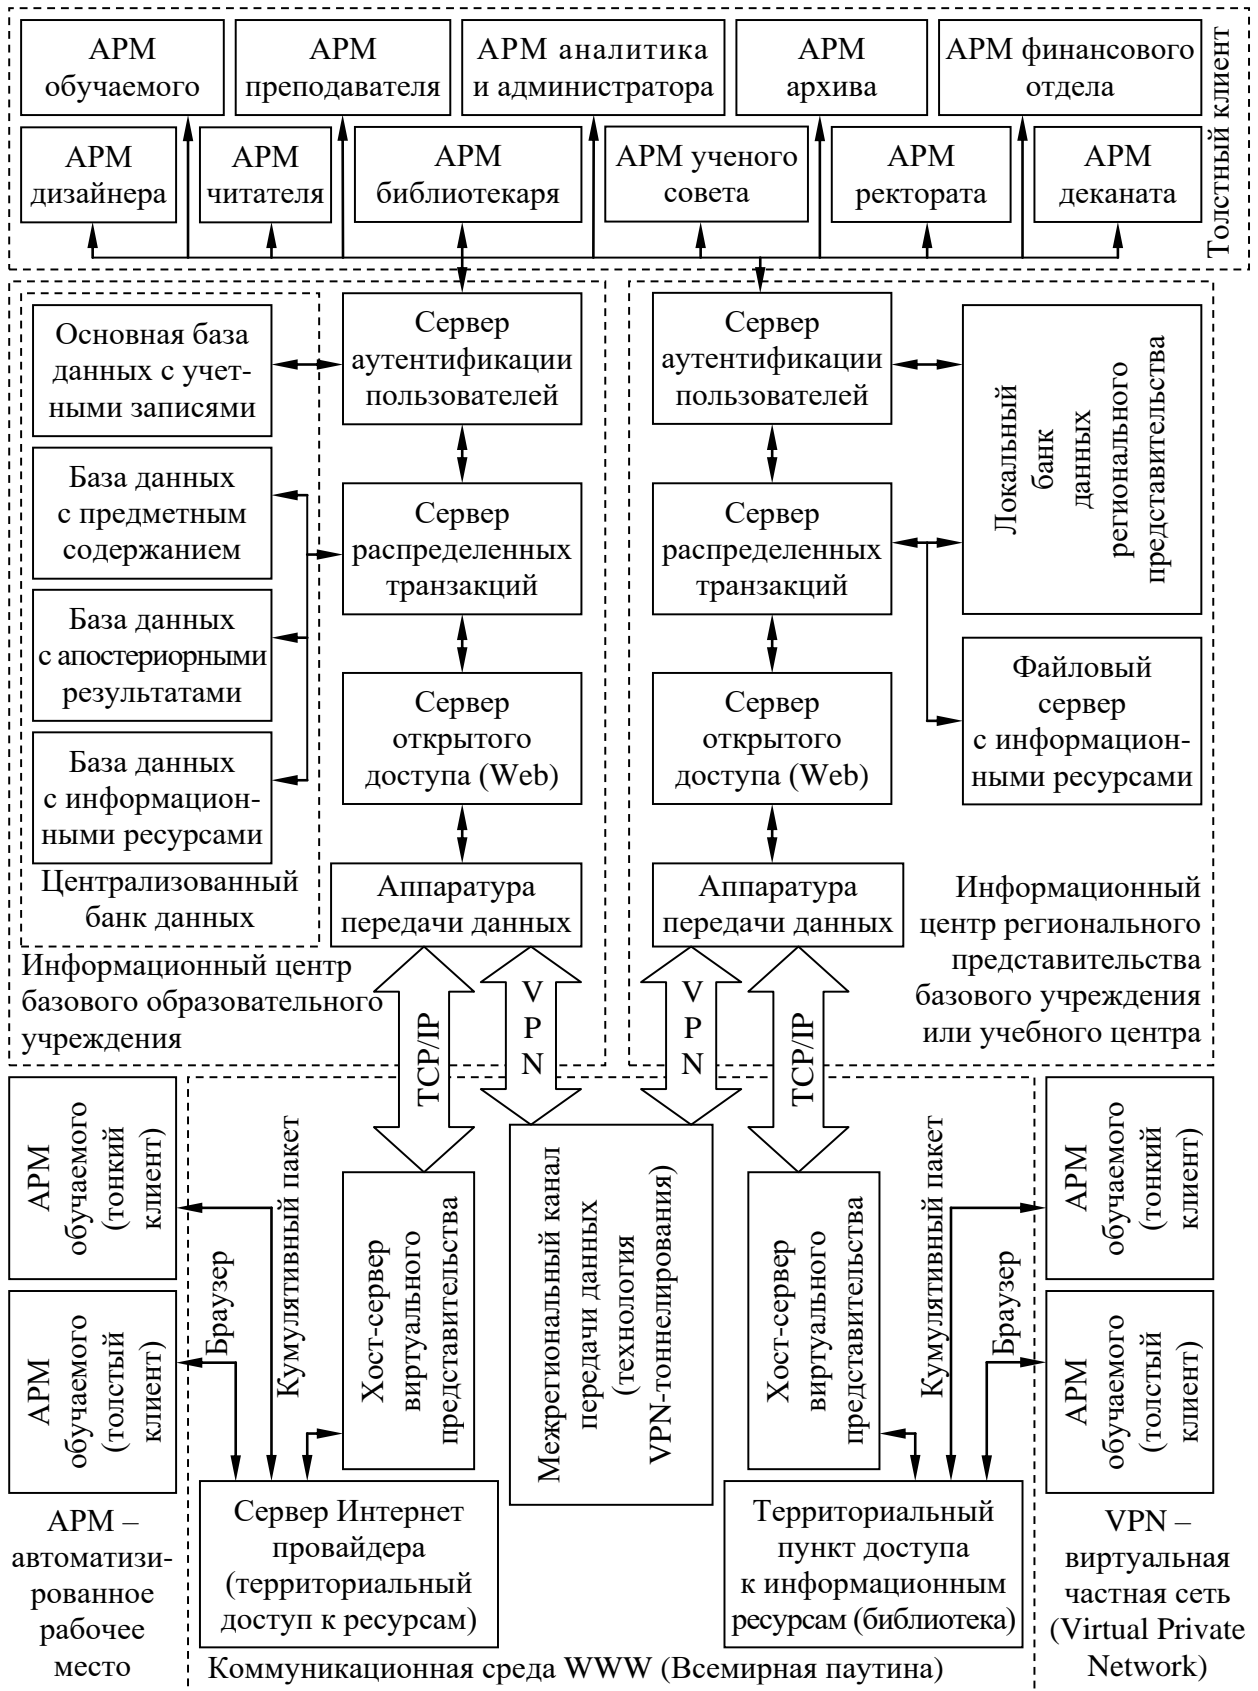 АРМ
обучаемого
АРМ
преподавателя
АРМ аналитика
и администратора
АРМ
архива
АРМ финансового
отдела
АРМ
дизайнера
АРМ
читателя
АРМ
библиотекаря
АРМ ученого
совета
АРМ
ректората
АРМ
деканата
Толстный клиент
Основная база
данных с учет-
ными записями
База данных
с предметным
содержанием
База данных
с апостериорными
результатами
База данных
с информацион-
ными ресурсами
Централизованный
банк данных
Сервер
аутентификации
пользователей
Сервер
распределенных
транзакций
Сервер
открытого
доступа (Web)
Аппаратура
передачи данных
Информационный центр
базового образовательного
учреждения
Сервер
аутентификации
пользователей
Сервер
распределенных
транзакций
Сервер
открытого
доступа (Web)
Аппаратура
передачи данных
Локальный
банк
данных
регионального
представительства
Файловый
сервер
с информацион-
ными ресурсами
Информационный
центр регионального
представительства
базового учреждения
или учебного центра
TCP/IP
VPN
VPN
TCP/IP
АРМ
обучаемого
(тонкий
клиент)
АРМ
обучаемого
(толстый
клиент)
Браузер
Кумулятивный пакет
Хост-сервер
виртуального
представительства
Межрегиональный канал
передачи данных
(технология
VPN-тоннелирования)
Хост-сервер
виртуального
представительства
Кумулятивный пакет
Браузер
АРМ
обучаемого
(тонкий
клиент)
АРМ
обучаемого
(толстый
клиент)
Сервер Интернет
провайдера
(территориальный
доступ к ресурсам)
Территориальный
пункт доступа
к информационным
ресурсам (библиотека)
АРМ –
автоматизи-
рованное
рабочее
место
VPN –
виртуальная
частная сеть
(Virtual Private
Network)
Коммуникационная среда WWW (Всемирная паутина)